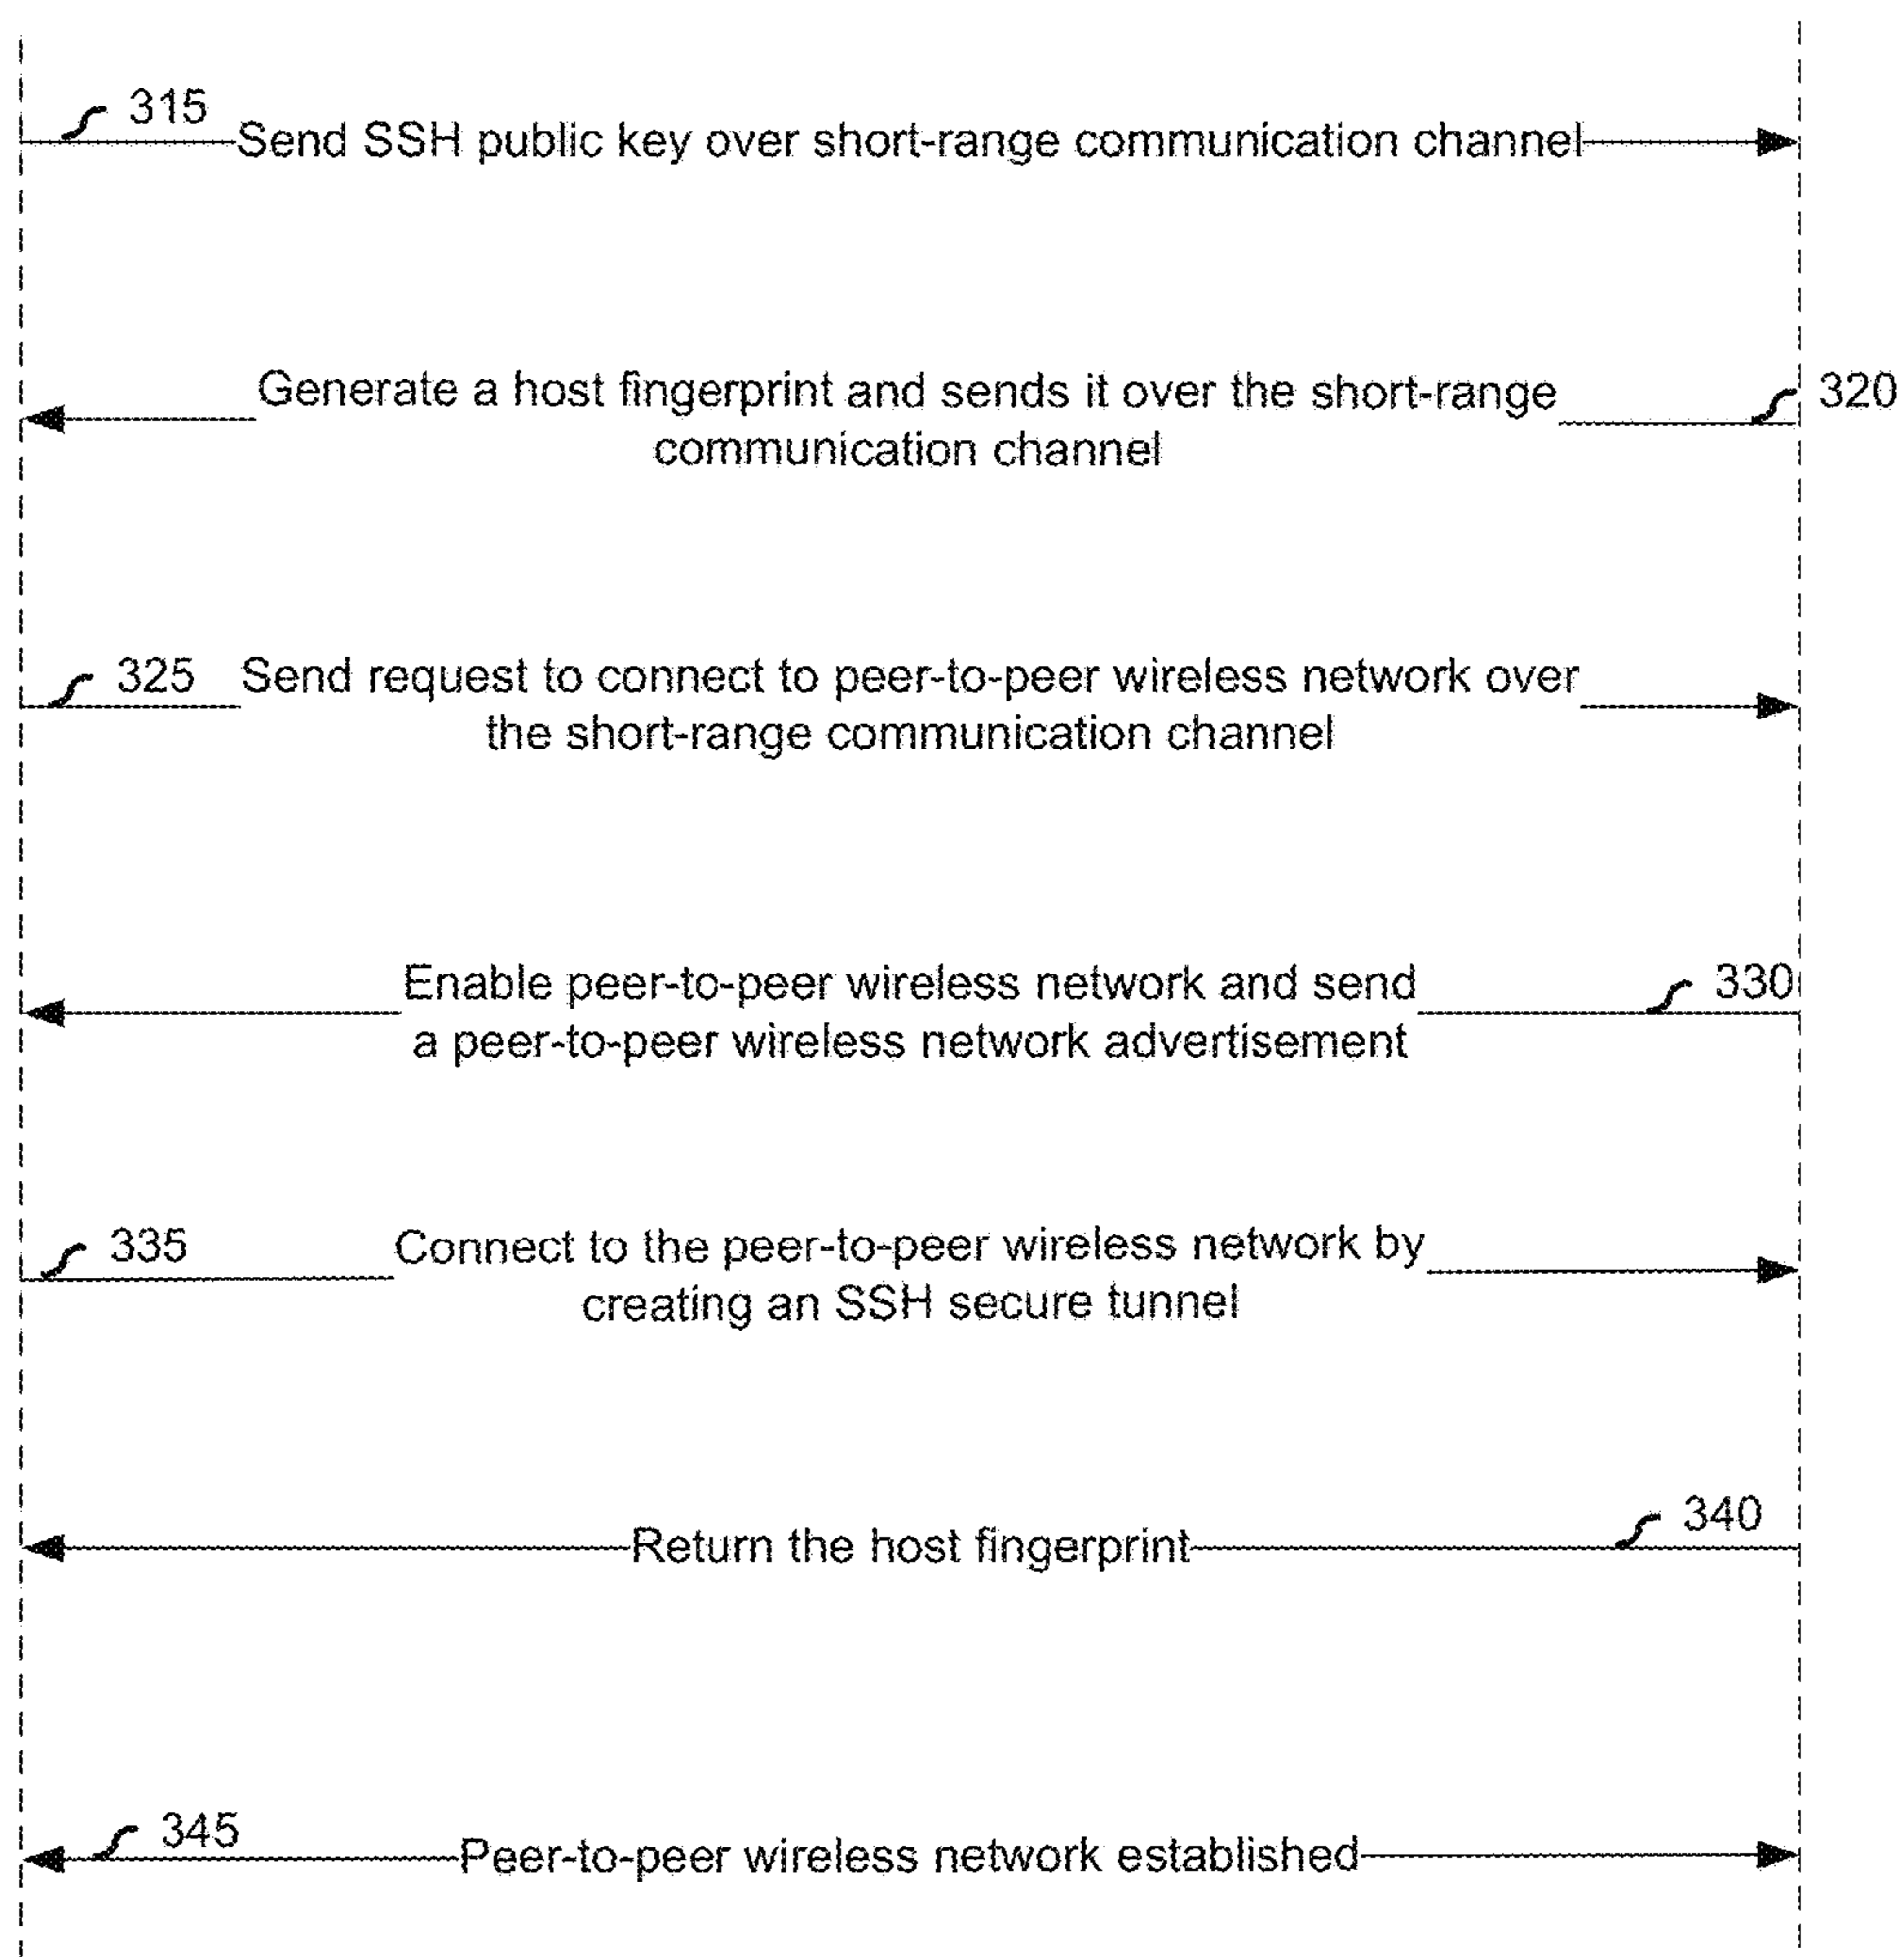 315
Send SSH public key over short-range communication channel
Generate a host fingerprint and sends it over the short-range
communication channel
320
325
Send request to connect to peer-to-peer wireless network over
the short-range communication channel
Enable peer-to-peer wireless network and send
a peer-to-peer wireless network advertisement
330
335
Connect to the peer-to-peer wireless network by
creating an SSH secure tunnel
340
Return the host fingerprint
345
Peer-to-peer wireless network established